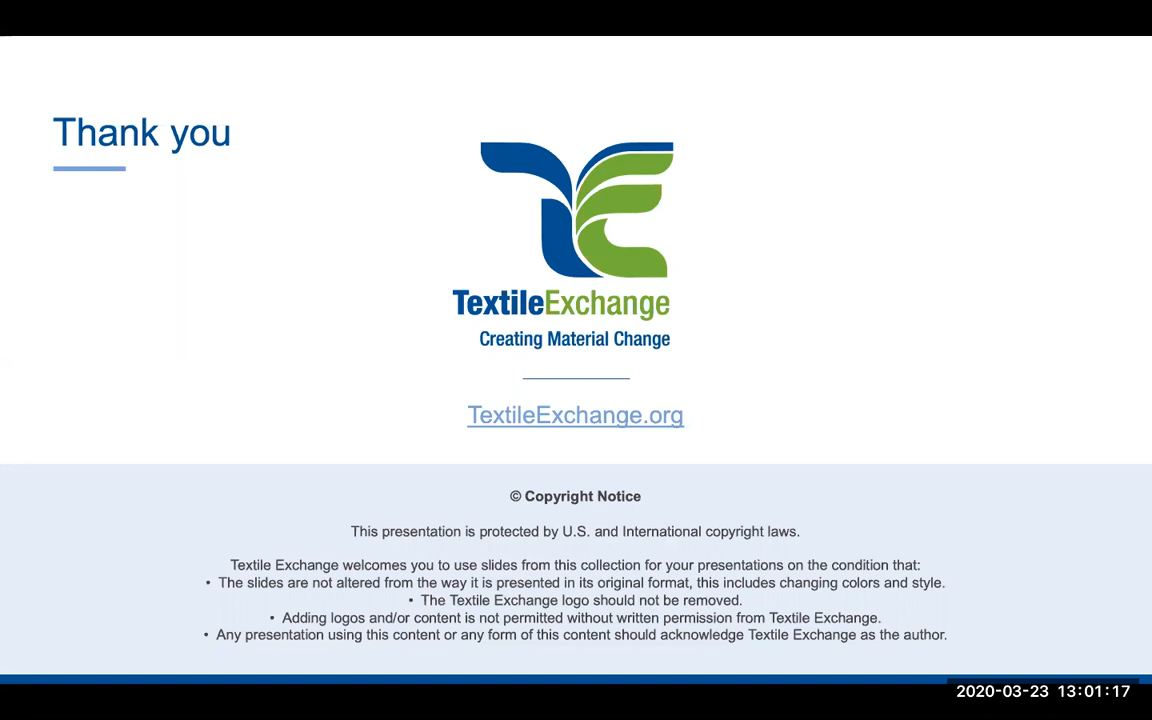 Thank you
TextileExchange
Creating Material Change
TextileExchange.org
© Copyright Notice
This presentation is protected by U.S. and International copyright laws.
Textile Exchange welcomes you to use slides from this collection for your presentations on the condition that:
• The slides are not altered from the way it is presented in its original format, this includes changing colors and style.
• The Textile Exchange logo should not be removed.
• Adding logos and/or content is not permitted without written permission from Textile Exchange.
• Any presentation using this content or any form of this content should acknowledge Textile Exchange as the author.
2020-03-23 13:01:17